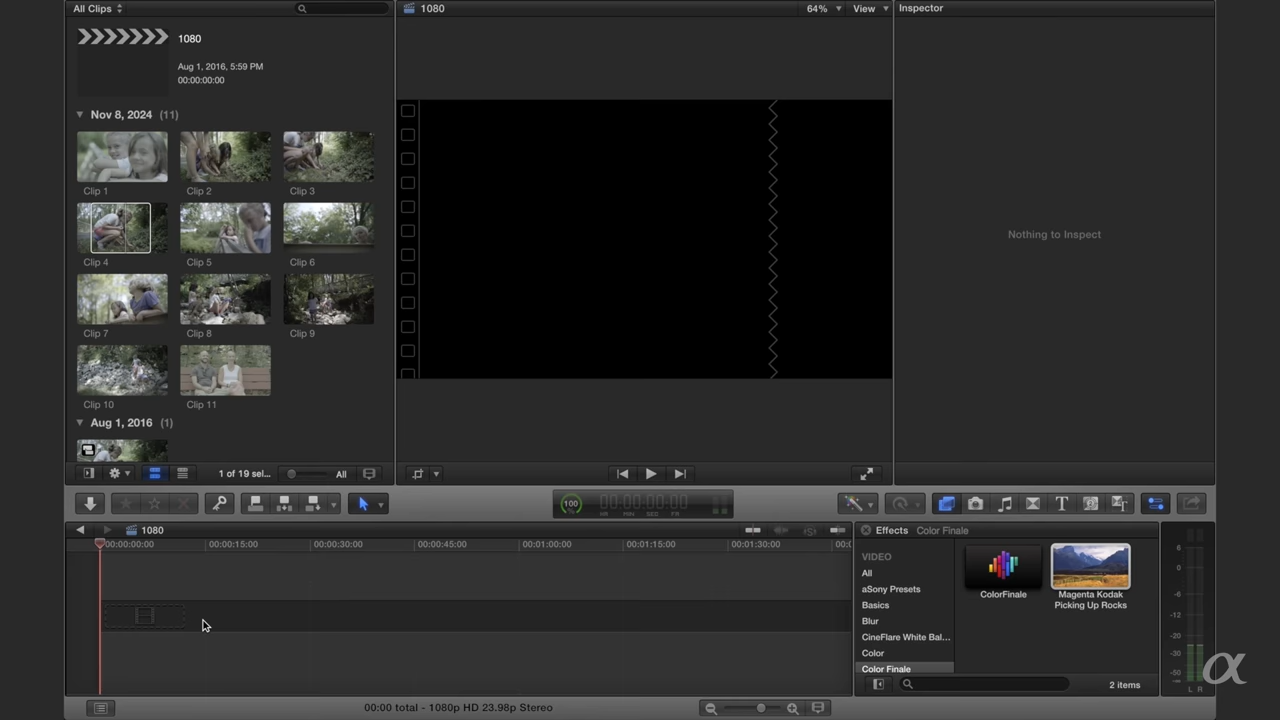 All Clips
1080
64%
View
Inspector
1080
Aug 1, 2016, 5:59 PM
00:00:00:00
Nov 8, 2024 (11)
Clip 1
Clip 2
Clip 3
Clip 4
Clip 5
Clip 6
Nothing to Inspect
Clip 7
Clip 8
Clip 9
Clip 10
Clip 11
Aug 1, 2016 (1)
1 of 19 sel...
All
100
00:00:00:00
HR MIN SEC FR
1080
Effects
Color Finale
00:00:00:00
00:00:15:00
00:00:30:00
00:00:45:00
00:01:00:00
00:01:15:00
00:01:30:00
VIDEO
All
aSony Presets
Basics
Blur
CineFlare White Bal...
Color
Color Finale
ColorFinale
Magenta Kodak
Picking Up Rocks
6
0
-6
-12
-20
-30
-50
L R
2 items
00:00 total - 1080p HD 23.98p Stereo
α